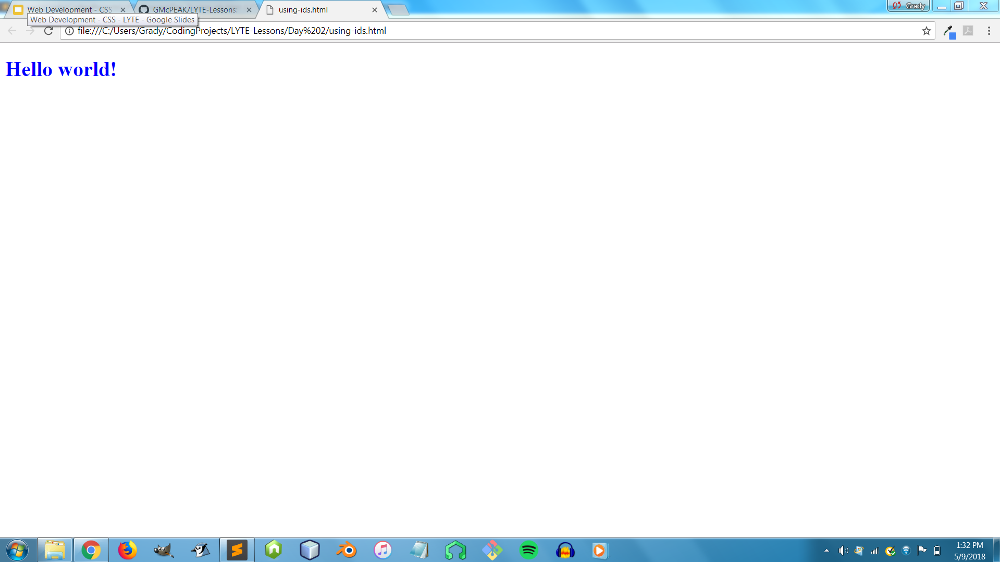 Web Development - CSS
GMcPEAK/LYTE-Lessons:
using-ids.html
Grady
Web Development - CSS - LYTE - Google Slides
file:///C:/Users/Grady/CodingProjects/LYTE-Lessons/Day%202/using-ids.html
Hello world!
1:32 PM
5/9/2018